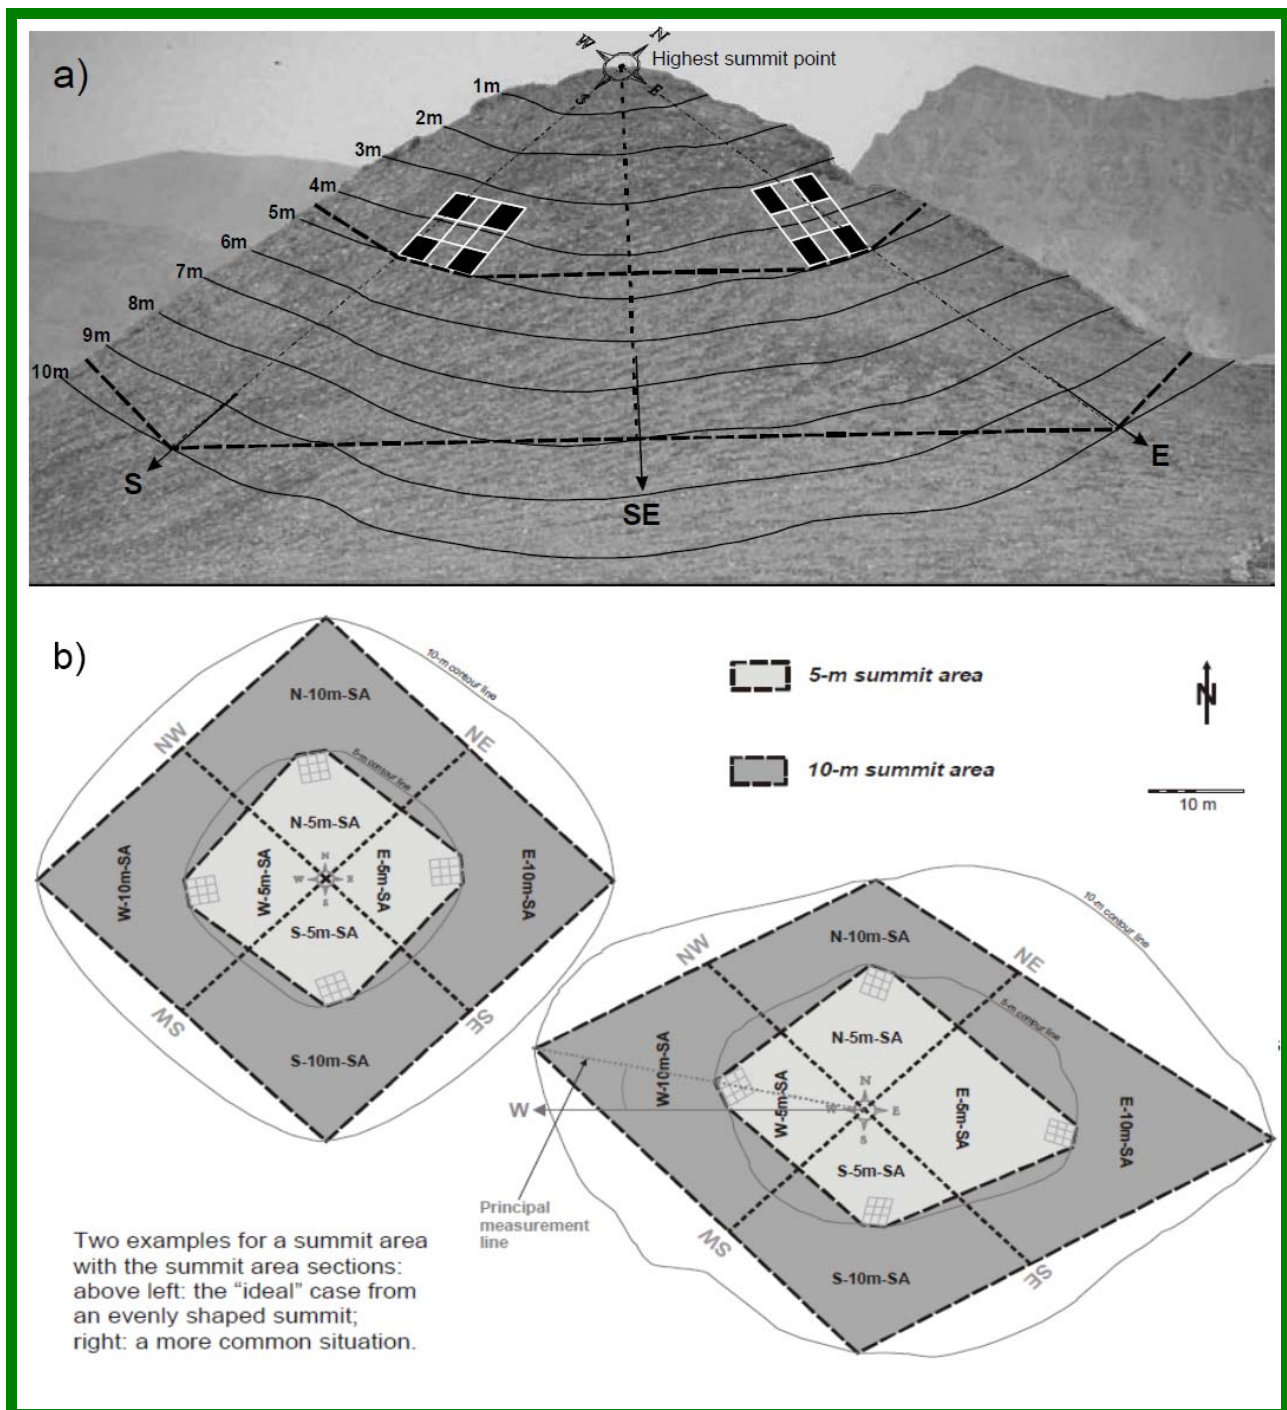 a)
W
N
Highest summit point
S
E
1m
2m
3m
4m
5m
6m
7m
8m
9m
10m
S
SE
E
b)
5-m summit area
10-m summit area
N
10 m
10-m contour line
N-10m-SA
NW
NE
5-m contour line
N-5m-SA
W-10m-SA
W-5m-SA
N
W
E
S
E-5m-SA
E-10m-SA
S-5m-SA
SW
SE
S-10m-SA
10-m contour line
N-10m-SA
NW
NE
5-m contour line
N-5m-SA
W-10m-SA
W-5m-SA
N
W
E
S
E-5m-SA
E-10m-SA
W
S-5m-SA
Principal
measurement
line
SW
SE
S-10m-SA
Two examples for a summit area
with the summit area sections:
above left: the “ideal” case from
an evenly shaped summit;
right: a more common situation.